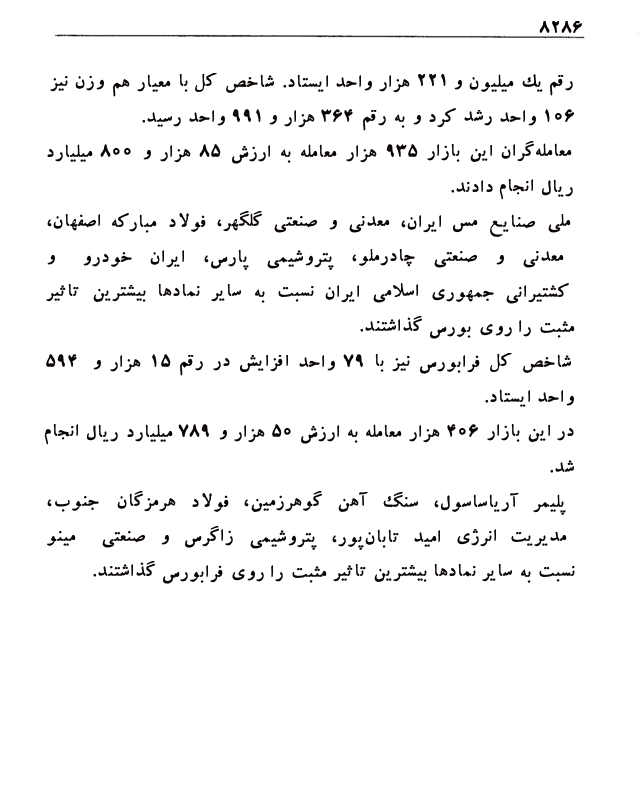 ۸۲۸۶
رقم یک میلیون و ۲۲۱ هزار واحد ایستاد. شاخص کل با معیار هم وزن نیز
۱۰۶ واحد رشد کرد و به رقم ۳۶۴ هزار و ۹۹۱ واحد رسید.
معامله‌گران این بازار ۹۳۵ هزار معامله به ارزش ۸۵ هزار و ۸۰۰ میلیارد
ریال انجام دادند.
ملی صنایع مس ایران، معدنی و صنعتی گلگهر، فولاد مبارکه اصفهان،
معدنی و صنعتی چادرملو، پتروشیمی پارس، ایران خودرو و
کشتیرانی جمهوری اسلامی ایران نسبت به سایر نمادها بیشترین تاثیر
مثبت را روی بورس گذاشتند.
شاخص کل فرابورس نیز با ۷۹ واحد افزایش در رقم ۱۵ هزار و ۵۹۴
واحد ایستاد.
در این بازار ۴۰۶ هزار معامله به ارزش ۵۰ هزار و ۷۸۹ میلیارد ریال انجام
شد.
پلیمر آریاساسول، سنگ آهن گوهرزمین، فولاد هرمزگان جنوب،
مدیریت انرژی امید تابان‌پور، پتروشیمی زاگرس و صنعتی مینو
نسبت به سایر نمادها بیشترین تاثیر مثبت را روی فرابورس گذاشتند.